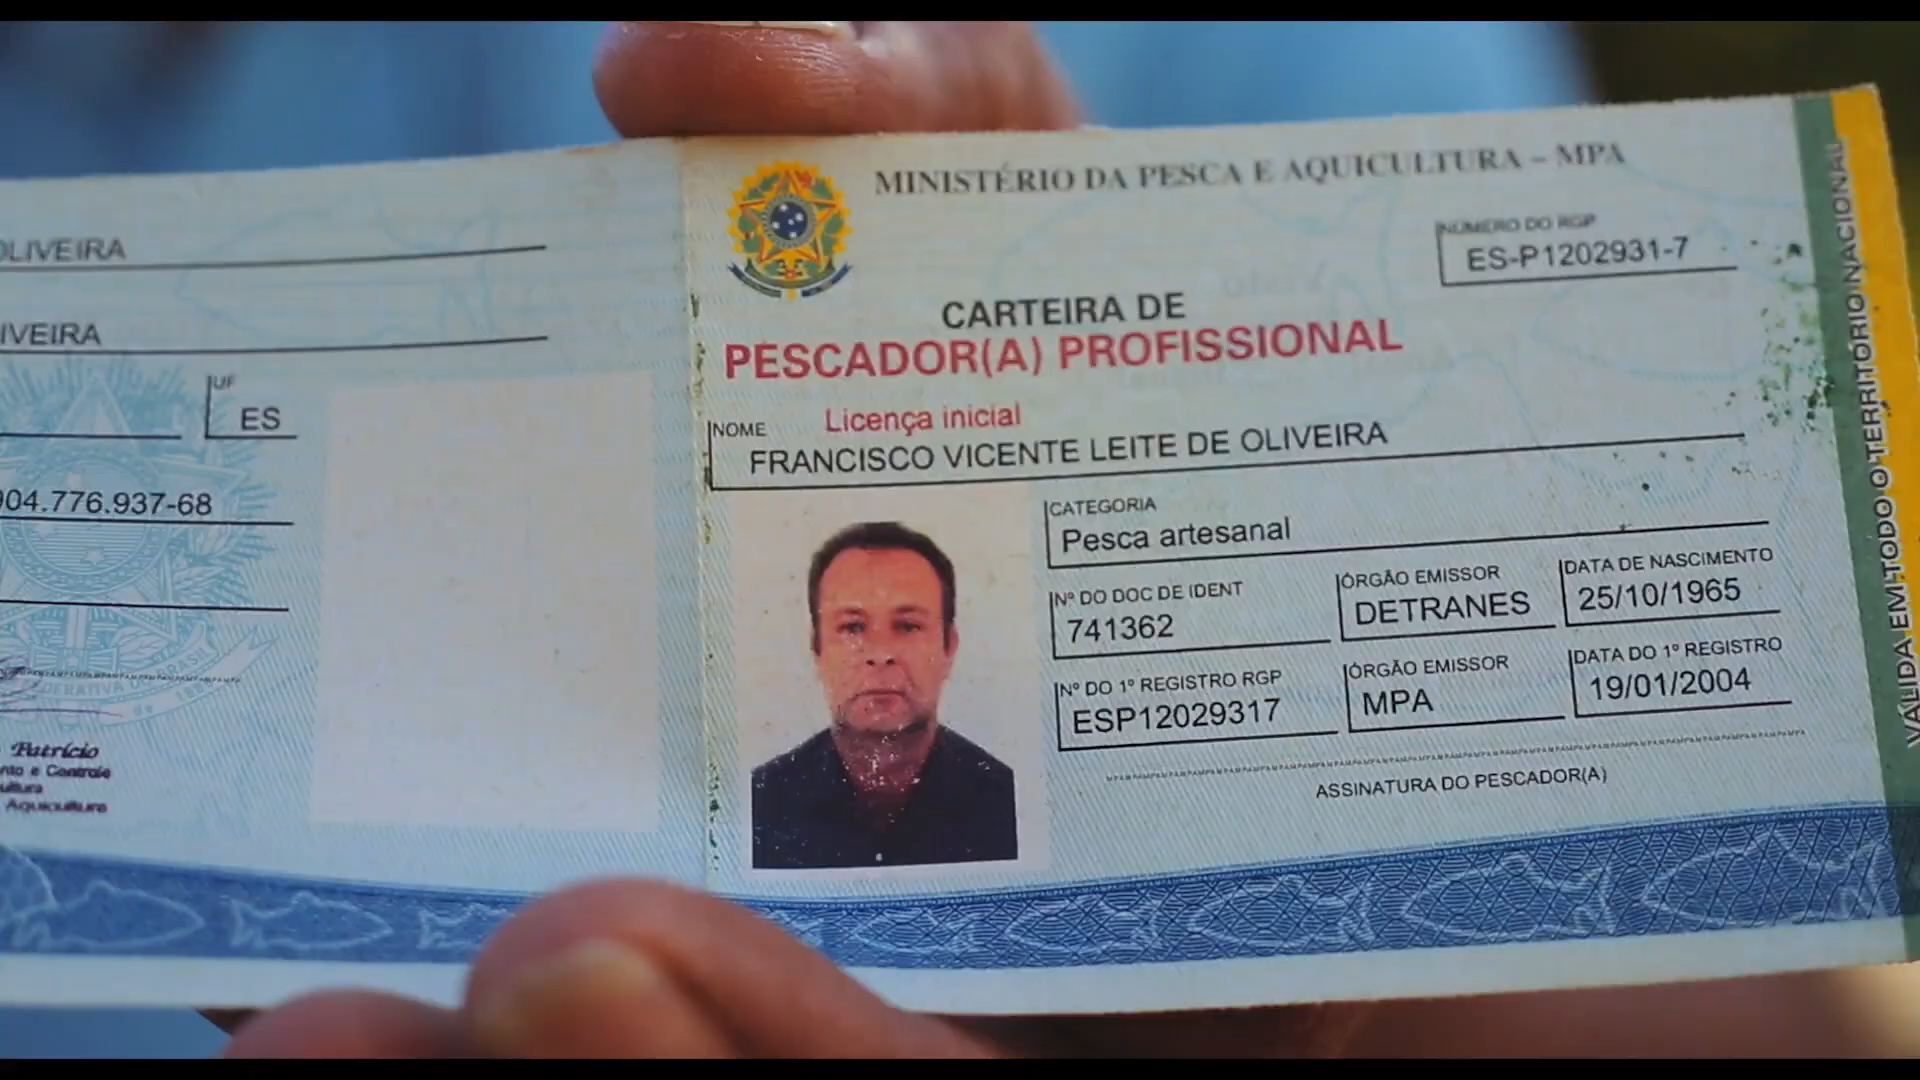 OLIVEIRA
IVEIRA
UF
ES
904.776.937-68
Patrício
nto e Controle
ultura
Aquicultura
MINISTÉRIO DA PESCA E AQUICULTURA – MPA
NÚMERO DO RGP
ES-P1202931-7
CARTEIRA DE
PESCADOR(A) PROFISSIONAL
Licença inicial
NOME
FRANCISCO VICENTE LEITE DE OLIVEIRA
CATEGORIA
Pesca artesanal
Nº DO DOC DE IDENT
741362
ÓRGÃO EMISSOR
DETRANES
DATA DE NASCIMENTO
25/10/1965
Nº DO 1º REGISTRO RGP
ESP12029317
ÓRGÃO EMISSOR
MPA
DATA DO 1º REGISTRO
19/01/2004
ASSINATURA DO PESCADOR(A)
VÁLIDA EM TODO O TERRITÓRIO NACIONAL